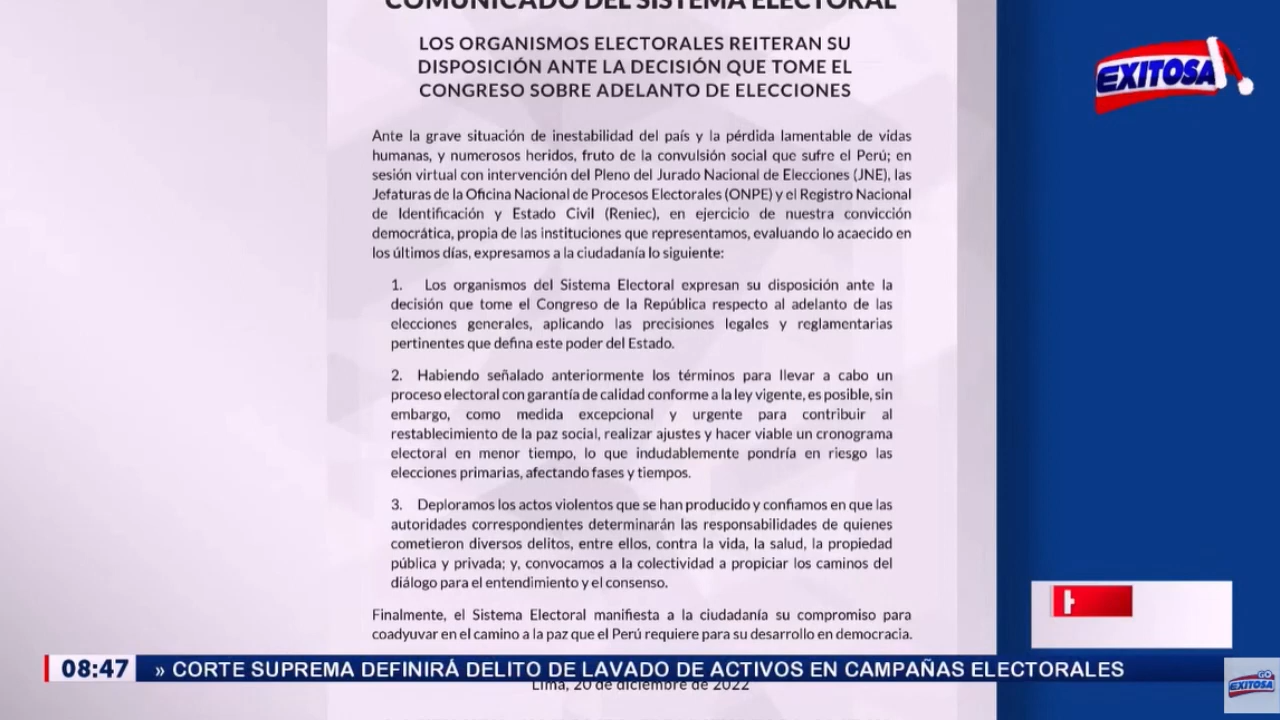 COMUNICADO DEL SISTEMA ELECTORAL
LOS ORGANISMOS ELECTORALES REITERAN SU
DISPOSICIÓN ANTE LA DECISIÓN QUE TOME EL
CONGRESO SOBRE ADELANTO DE ELECCIONES
EXITOSA
Ante la grave situación de inestabilidad del país y la pérdida lamentable de vidas
humanas, y numerosos heridos, fruto de la convulsión social que sufre el Perú; en
sesión virtual con intervención del Pleno del Jurado Nacional de Elecciones (JNE), las
Jefaturas de la Oficina Nacional de Procesos Electorales (ONPE) y el Registro Nacional
de Identificación y Estado Civil (Reniec), en ejercicio de nuestra convicción
democrática, propia de las instituciones que representamos, evaluando lo acaecido en
los últimos días, expresamos a la ciudadanía lo siguiente:
1. Los organismos del Sistema Electoral expresan su disposición ante la
decisión que tome el Congreso de la República respecto al adelanto de las
elecciones generales, aplicando las precisiones legales y reglamentarias
pertinentes que defina este poder del Estado.
2. Habiendo señalado anteriormente los términos para llevar a cabo un
proceso electoral con garantía de calidad conforme a la ley vigente, es posible, sin
embargo, como medida excepcional y urgente para contribuir al
restablecimiento de la paz social, realizar ajustes y hacer viable un cronograma
electoral en menor tiempo, lo que indudablemente pondría en riesgo las
elecciones primarias, afectando fases y tiempos.
3. Deploramos los actos violentos que se han producido y confiamos en que las
autoridades correspondientes determinarán las responsabilidades de quienes
cometieron diversos delitos, entre ellos, contra la vida, la salud, la propiedad
pública y privada; y, convocamos a la colectividad a propiciar los caminos del
diálogo para el entendimiento y el consenso.
Finalmente, el Sistema Electoral manifiesta a la ciudadanía su compromiso para
coadyuvar en el camino a la paz que el Perú requiere para su desarrollo en democracia.
08:47 » CORTE SUPREMA DEFINIRÁ DELITO DE LAVADO DE ACTIVOS EN CAMPAÑAS ELECTORALES
Lima, 20 de diciembre de 2022
GO
EXITOSA